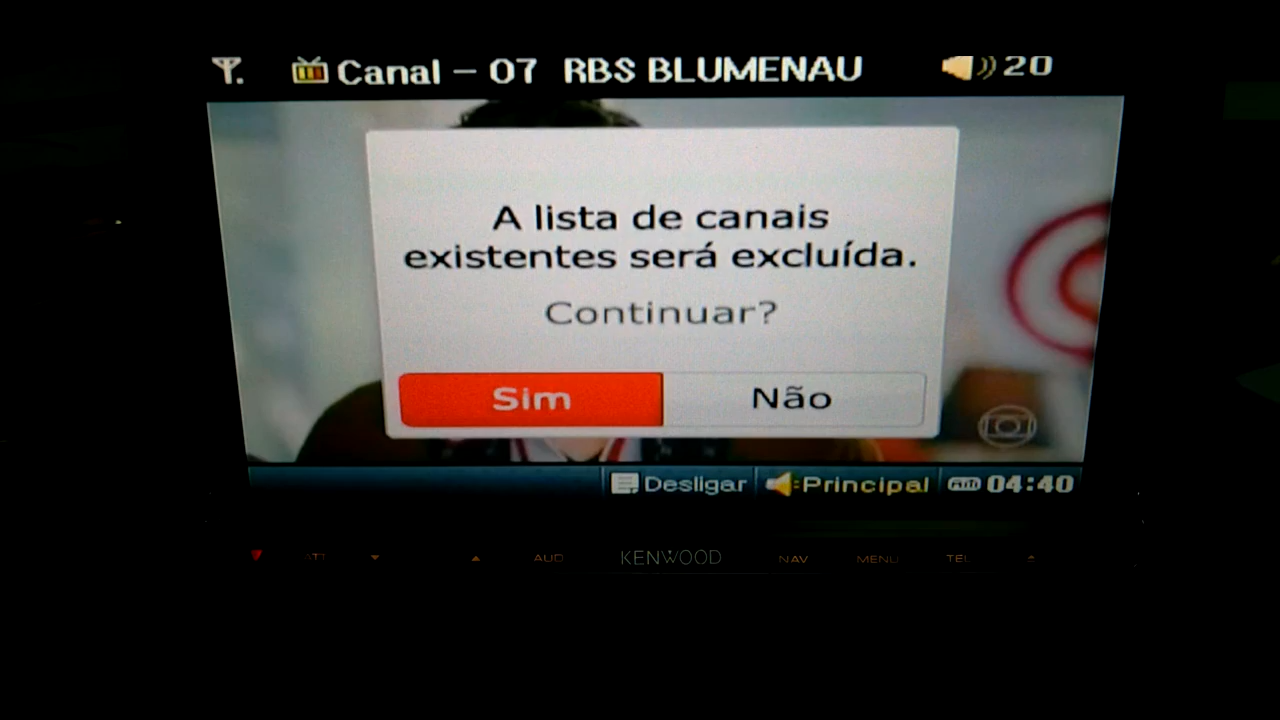 Canal - 07 RBS BLUMENAU 20
A lista de canais
existentes será excluída.
Continuar?
Sim Não
Desligar Principal 04:40
ATT AUD KENWOOD NAV MENU TEL